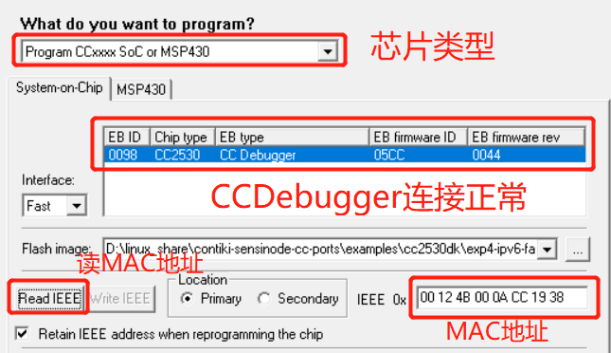 What do you want to program?
Program CCxxxx SoC or MSP430
芯片类型
System-on-Chip MSP430
EB ID Chip type EB type EB firmware ID EB firmware rev
0098 CC2530 CC Debugger 05CC 0044
Interface:
Fast
CCDebugger连接正常
Flash image: D:\linux_share\contiki-sensinode-cc-ports\examples\cc2530dk\exp4-ipv6-fa ...
读MAC地址
Location
Read IEEE Write IEEE Primary Secondary IEEE 0x 00 12 4B 00 0A CC 19 38
MAC地址
Retain IEEE address when reprogramming the chip